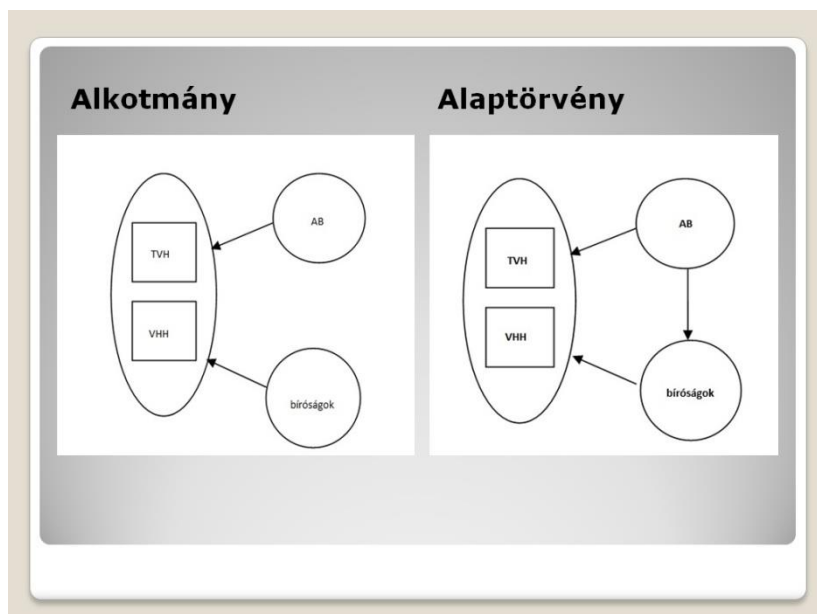 Alkotmány
Alaptörvény
AB
TVH
VHH
bíróságok
AB
TVH
VHH
bíróságok